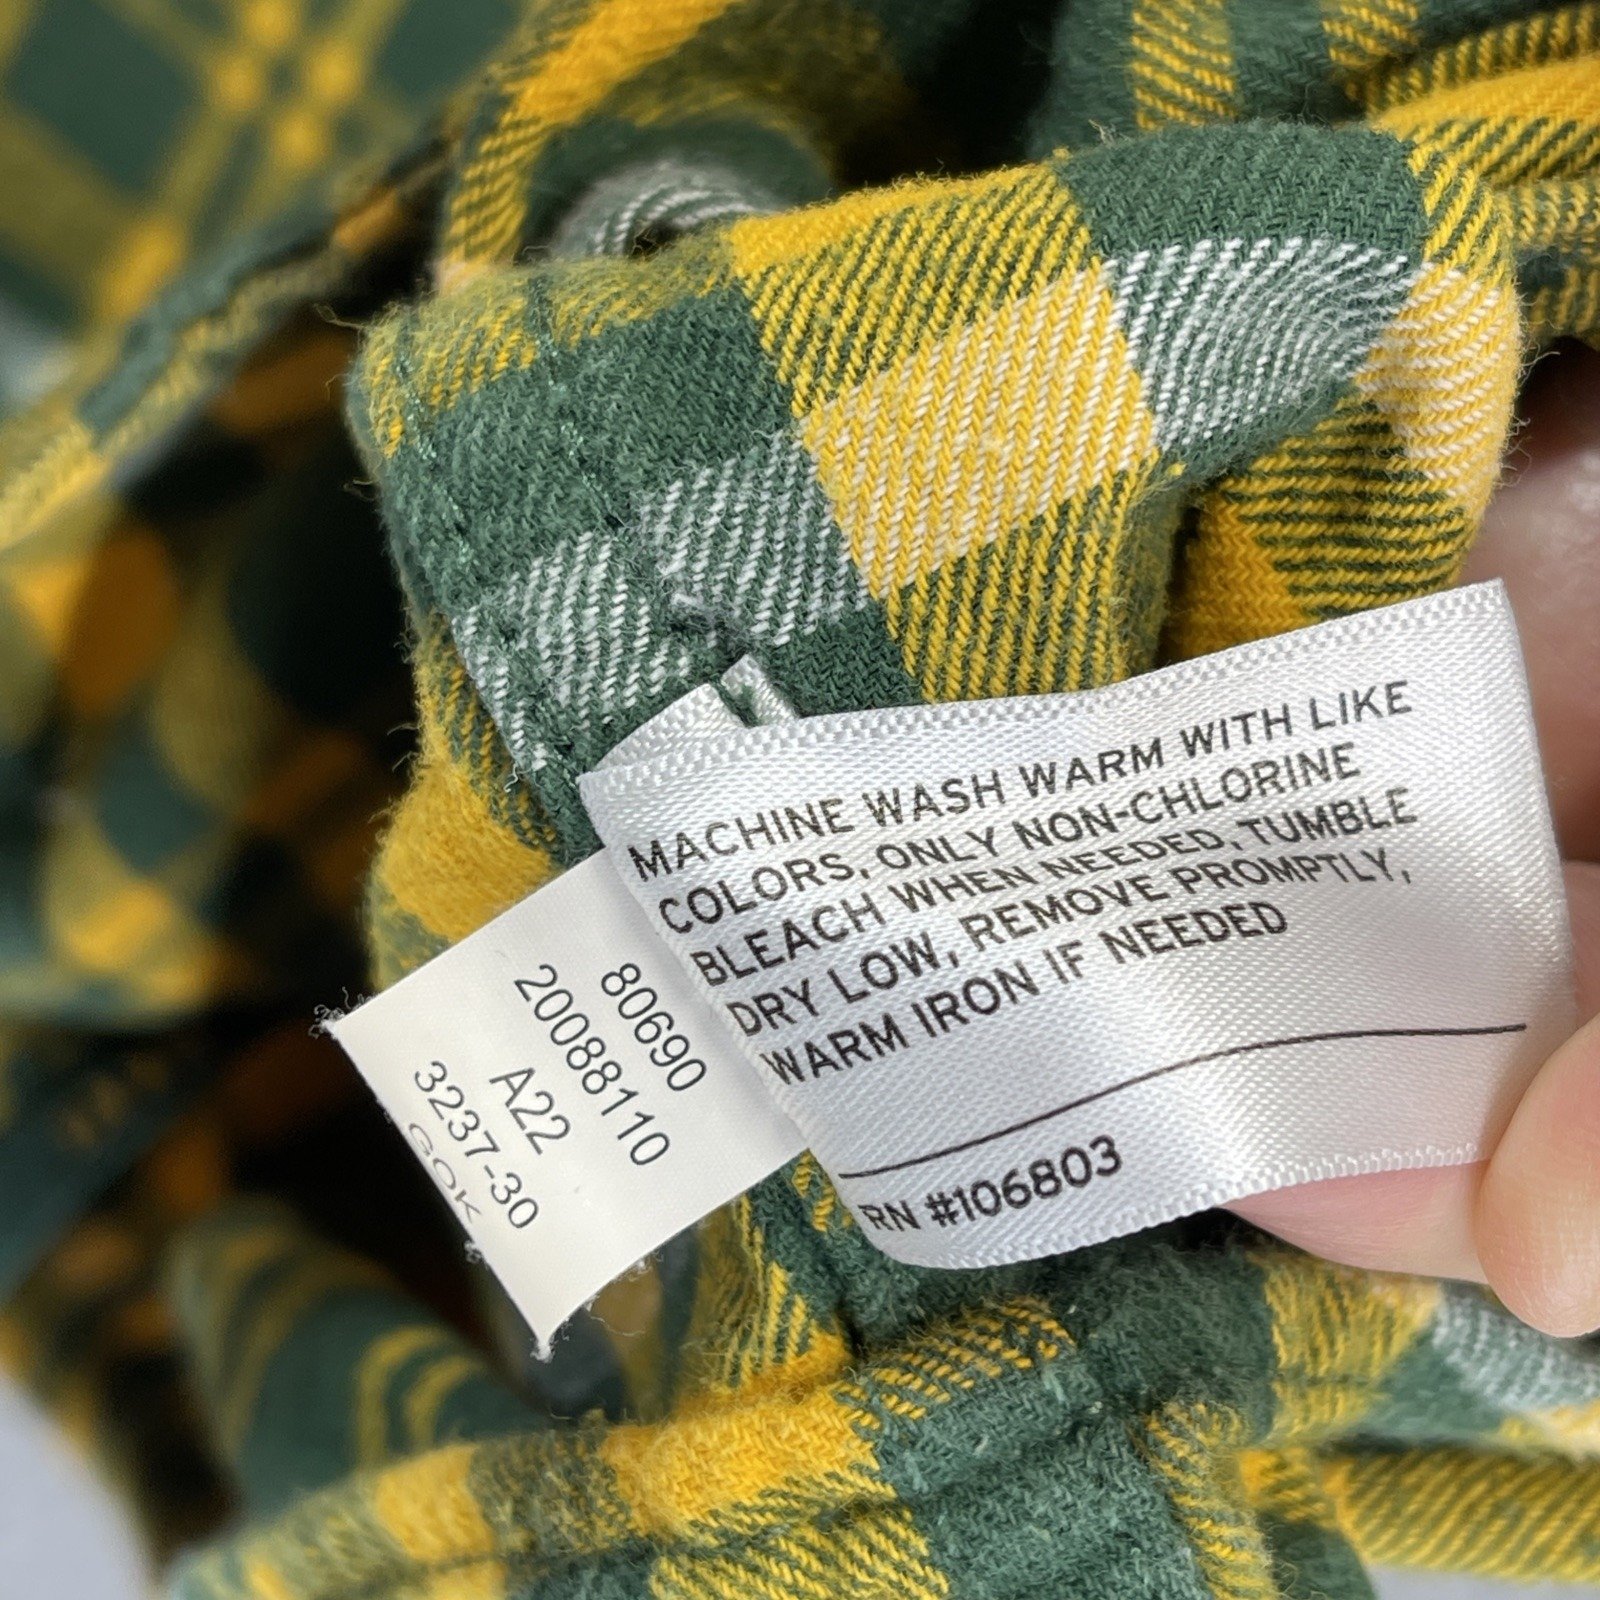 MACHINE WASH WARM WITH LIKE
COLORS, ONLY NON-CHLORINE
BLEACH WHEN NEEDED, TUMBLE
DRY LOW, REMOVE PROMPTLY,
WARM IRON IF NEEDED
RN #106803
80690
20088110
A22
3237-30
GOK